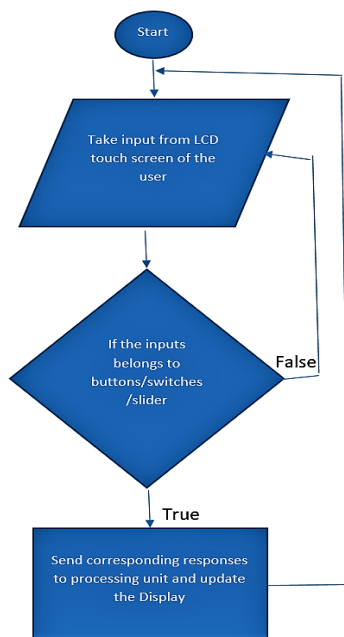 Start
Take input from LCD
touch screen of the
user
If the inputs
belongs to
buttons/switches
/slider
False
True
Send corresponding responses
to processing unit and update
the Display